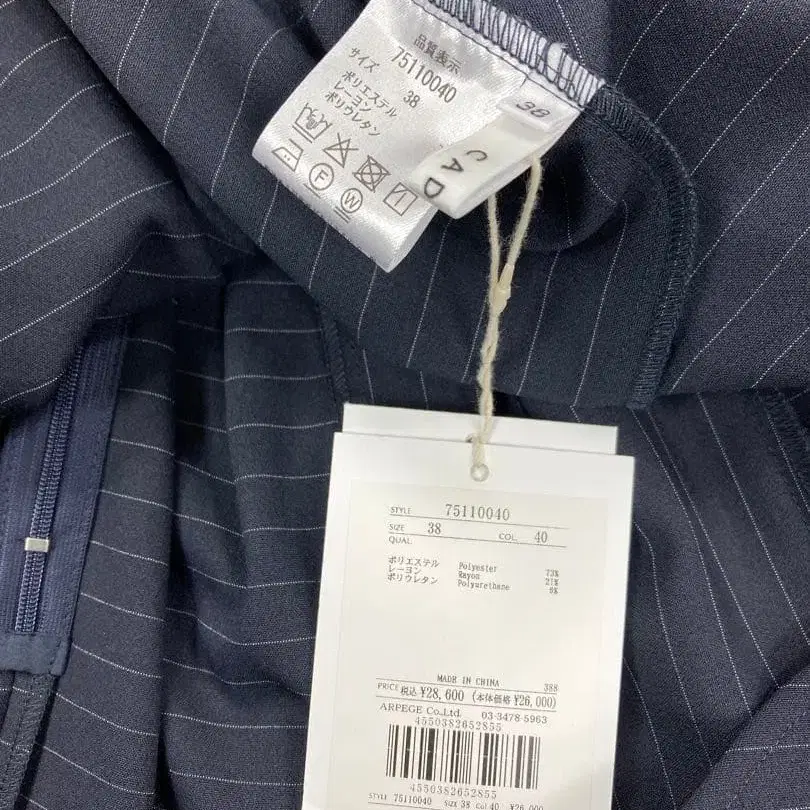 品質表示
75110040
サイズ 38
ポリエステル
レーヨン
ポリウレタン
F
W
38
CAD
STYLE 75110040
SIZE 38 COL. 40
QUAL.
ポリエステル Polyester 73%
レーヨン Rayon 21%
ポリウレタン Polyurethane 6%
MADE IN CHINA 388
PRICE 税込 ¥28,600 (本体価格 ¥26,000)
ARPEGE Co.,Ltd. 03-3478-5963
4550382652855
4550382652855
STYLE 75110040 SIZE 38 Col 40 ¥26,000